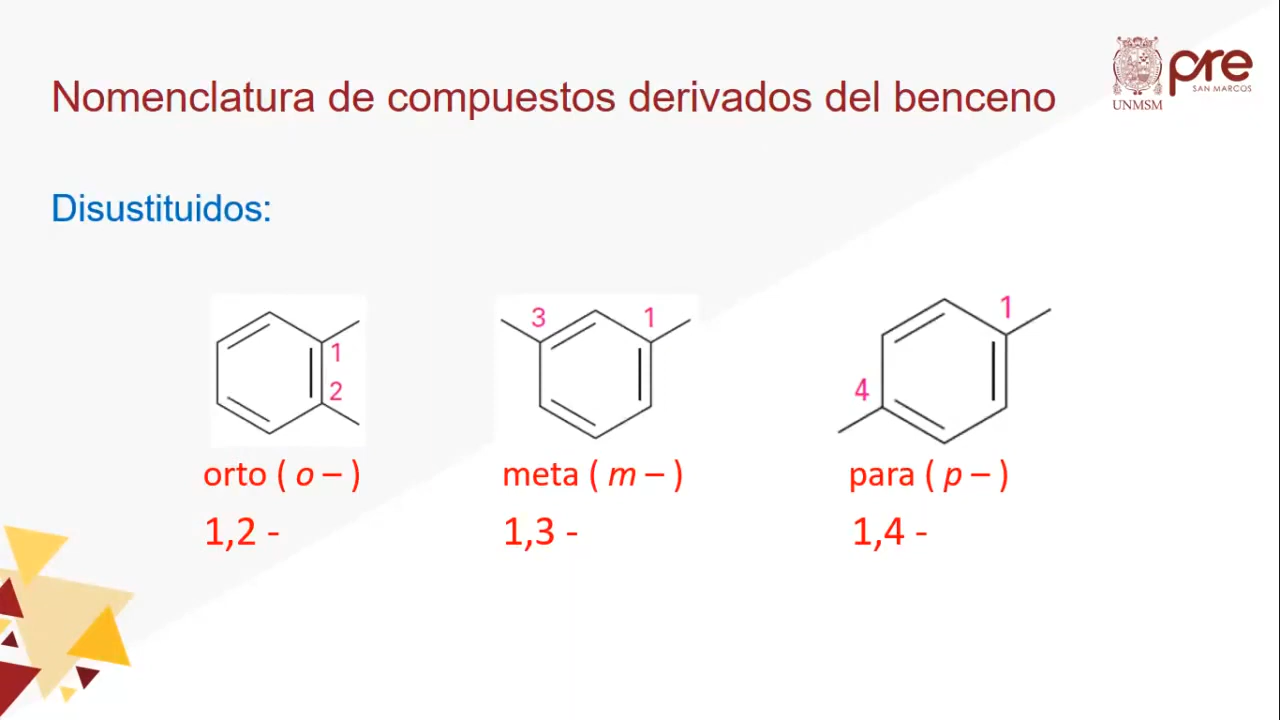 Nomenclatura de compuestos derivados del benceno
UNMSM
pre
SAN MARCOS
Disustituidos:
1
2
3
1
1
4
orto ( o – )
meta ( m – )
para ( p – )
1,2 -
1,3 -
1,4 -